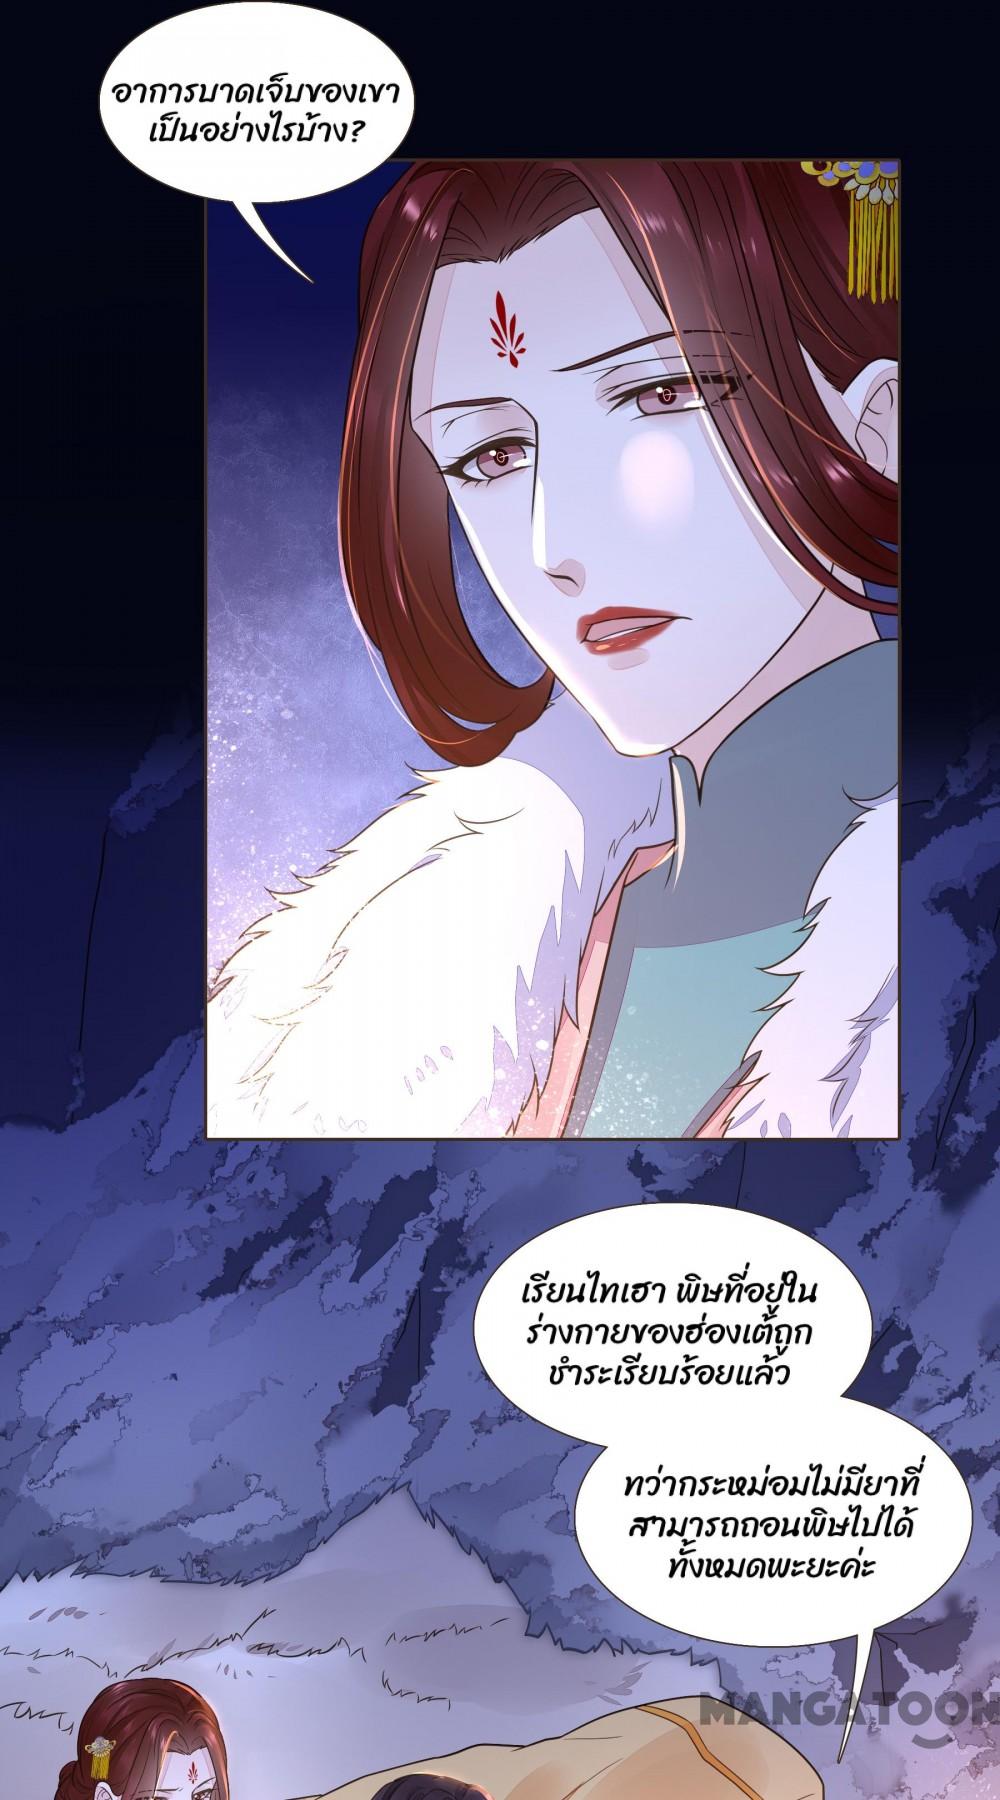 อาการบาดเจ็บของเขา
เป็นอย่างไรบ้าง?
เรียนไทเฮา พิษที่อยู่ใน
ร่างกายของฮ่องเต้ถูก
ชำระเรียบร้อยแล้ว
ทว่ากระหม่อมไม่มียาที่
สามารถถอนพิษไปได้
ทั้งหมดพะยะค่ะ
MANGATOON